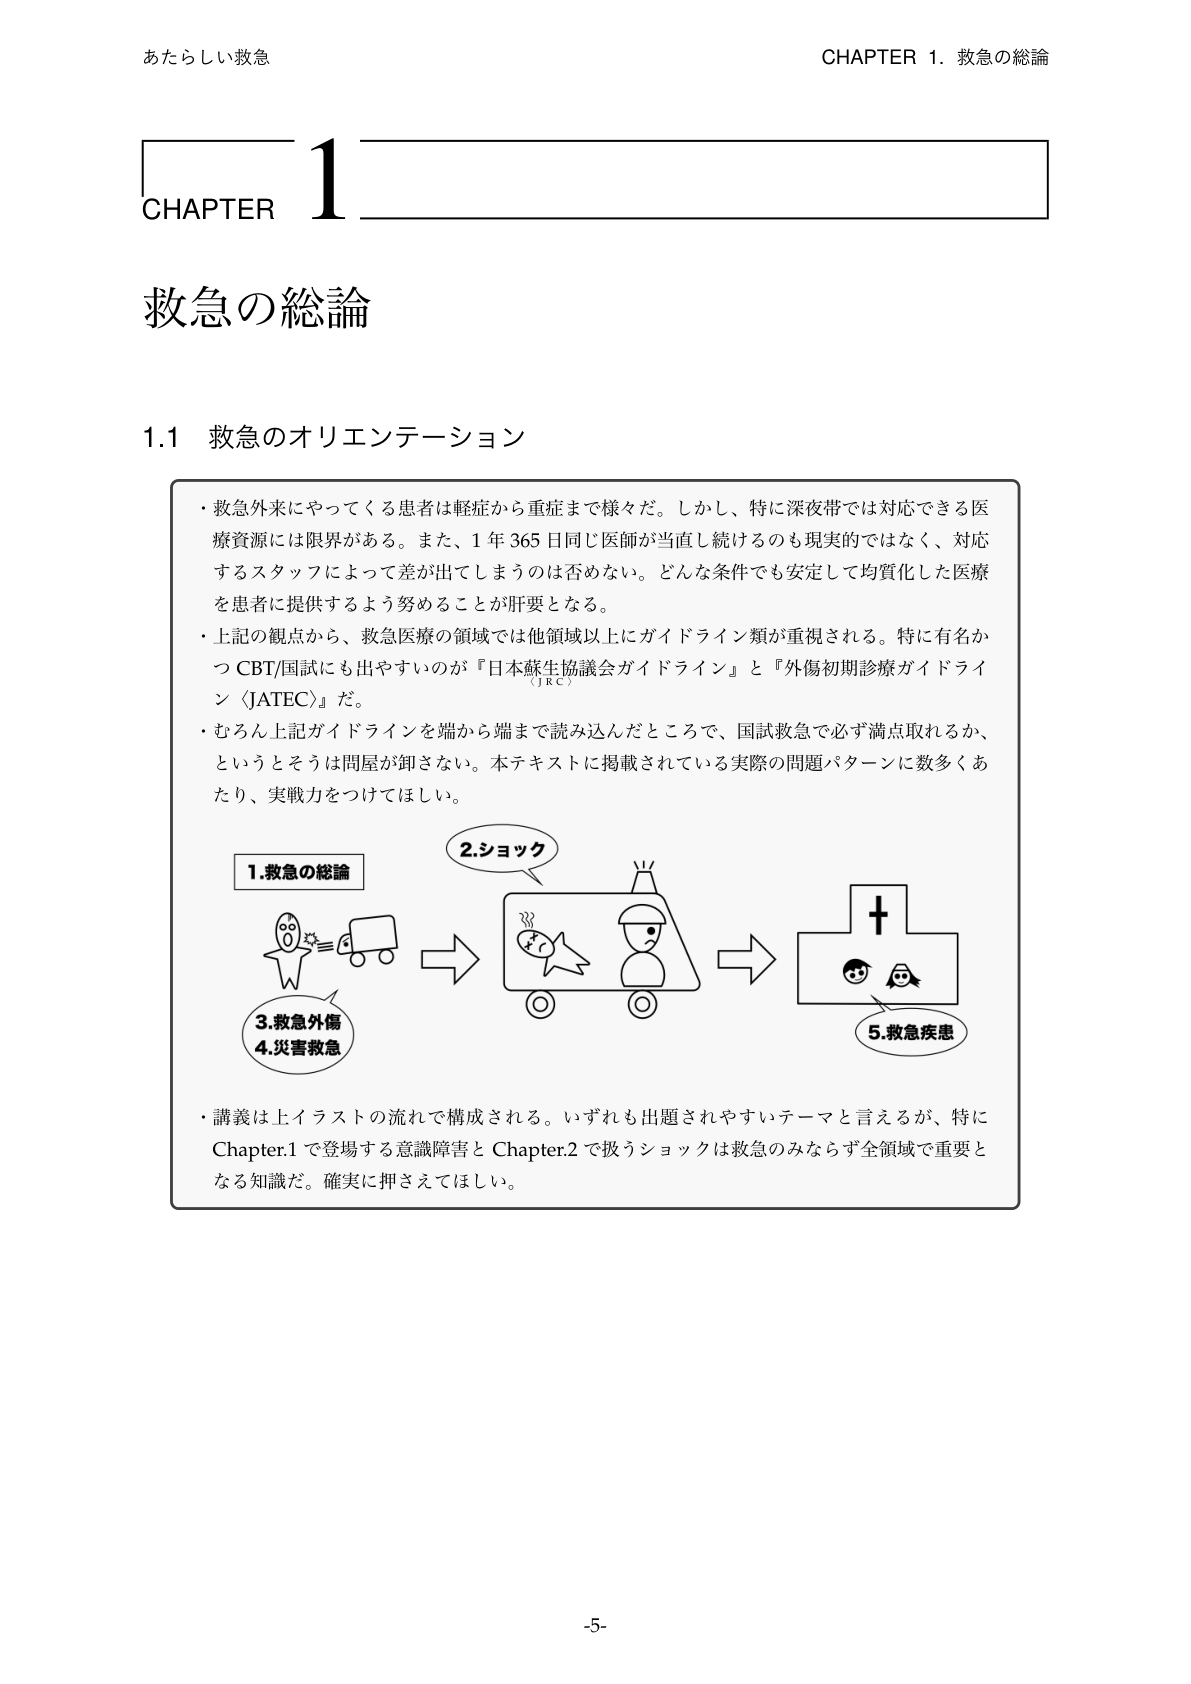 あたらしい救急
CHAPTER 1. 救急の総論
CHAPTER 1
救急の総論
1.1 救急のオリエンテーション
・救急外来にやってくる患者は軽症から重症まで様々だ。しかし、特に深夜帯では対応できる医
療資源には限界がある。また、1 年 365 日同じ医師が当直し続けるのも現実的ではなく、対応
するスタッフによって差が出てしまうのは否めない。どんな条件でも安定して均質化した医療
を患者に提供するよう努めることが肝要となる。
・上記の観点から、救急医療の領域では他領域以上にガイドライン類が重視される。特に有名か
つ CBT/国試にも出やすいのが『日本蘇生協議会ガイドライン』と『外傷初期診療ガイドライ
〈JRC〉
ン〈JATEC〉』だ。
・むろん上記ガイドラインを端から端まで読み込んだところで、国試救急で必ず満点取れるか、
というとそうは問屋が卸さない。本テキストに掲載されている実際の問題パターンに数多くあ
たり、実戦力をつけてほしい。
1.救急の総論
2.ショック
3.救急外傷
4.災害救急
5.救急疾患
・講義は上イラストの流れで構成される。いずれも出題されやすいテーマと言えるが、特に
Chapter.1 で登場する意識障害と Chapter.2 で扱うショックは救急のみならず全領域で重要と
なる知識だ。確実に押さえてほしい。
-5-